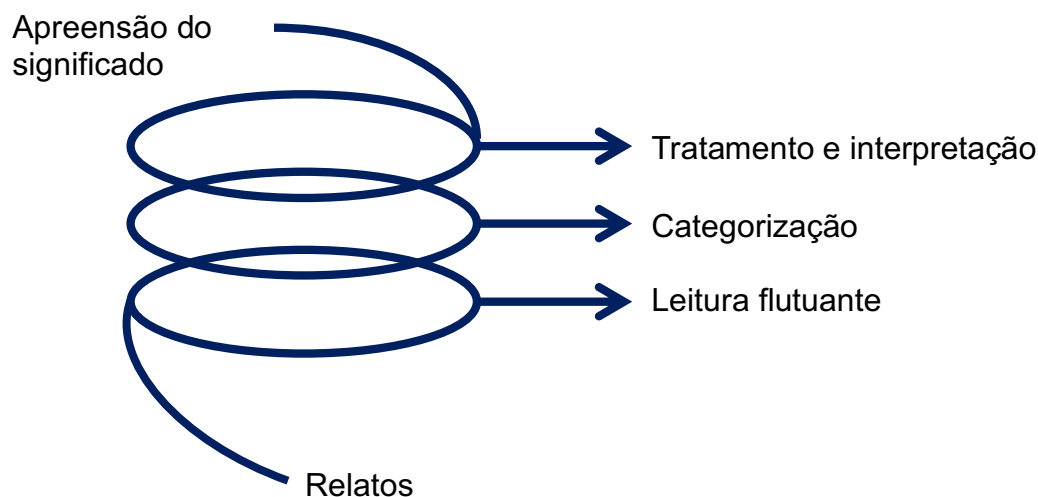 Apreensão do
significado
Tratamento e interpretação
Categorização
Leitura flutuante
Relatos